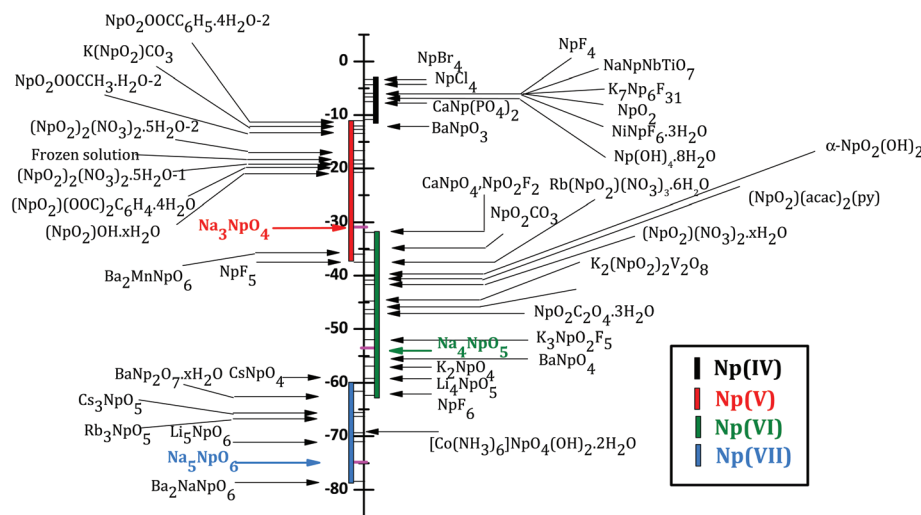 NpO2OOCC6H5.4H2O-2
K(NpO2)CO3
NpO2OOCCH3.H2O-2
(NpO2)2(NO3)2.5H2O-2
Frozen solution
(NpO2)2(NO3)2.5H2O-1
(NpO2)(OOC)2C6H4.4H2O
(NpO2)OH.xH2O
Na3NpO4
Ba2MnNpO6
NpF5
BaNp2O7.xH2O
CsNpO4
Cs3NpO5
Rb3NpO5
Li5NpO6
Na5NpO6
Ba2NaNpO6
0
-10
-20
-30
-40
-50
-60
-70
-80
NpBr4
NpCl4
CaNp(PO4)2
BaNpO3
NpF4
NaNpNbTiO7
K7Np6F31
NpO2
NiNpF6.3H2O
Np(OH)4.8H2O
α-NpO2(OH)2
CaNpO4,NpO2F2
Rb(NpO2)(NO3)3.6H2O
(NpO2)(acac)2(py)
NpO2CO3
(NpO2)(NO3)2.xH2O
K2(NpO2)2V2O8
NpO2C2O4.3H2O
K3NpO2F5
Na4NpO5
BaNpO4
K2NpO4
Li4NpO5
NpF6
[Co(NH3)6]NpO4(OH)2.2H2O
Np(IV)
Np(V)
Np(VI)
Np(VII)